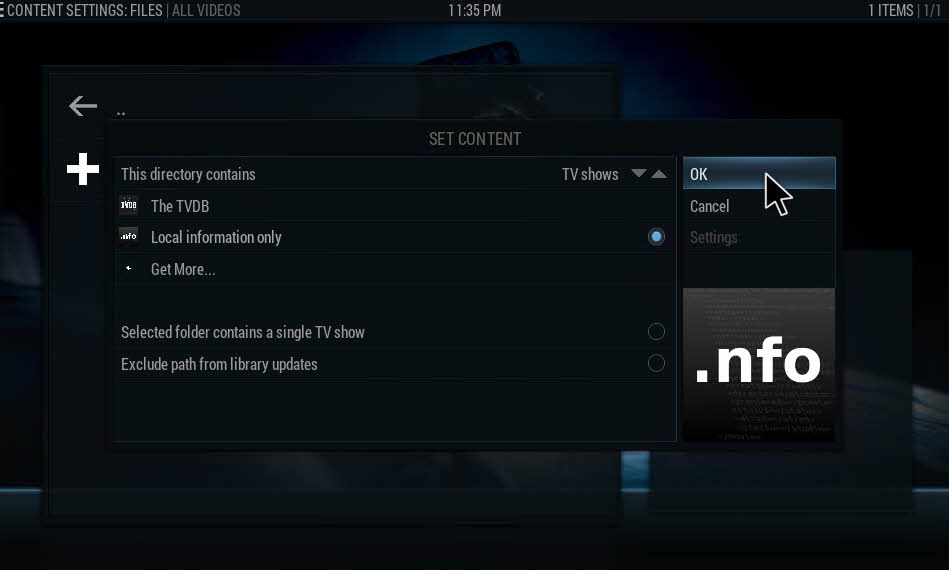 CONTENT SETTINGS: FILES | ALL VIDEOS
11:35 PM
1 ITEMS | 1/1
..
SET CONTENT
This directory contains
TV shows
The TVDB
Local information only
Get More...
Selected folder contains a single TV show
Exclude path from library updates
OK
Cancel
Settings
.nfo